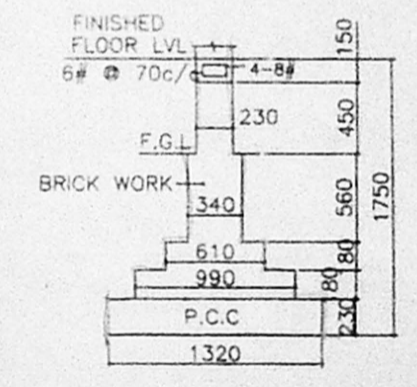 FINISHED
FLOOR LVL
6# @ 70c/c
4-8#
150
230
450
F.G.L
BRICK WORK
340
560
1750
610
80
990
80
P.C.C
230
1320